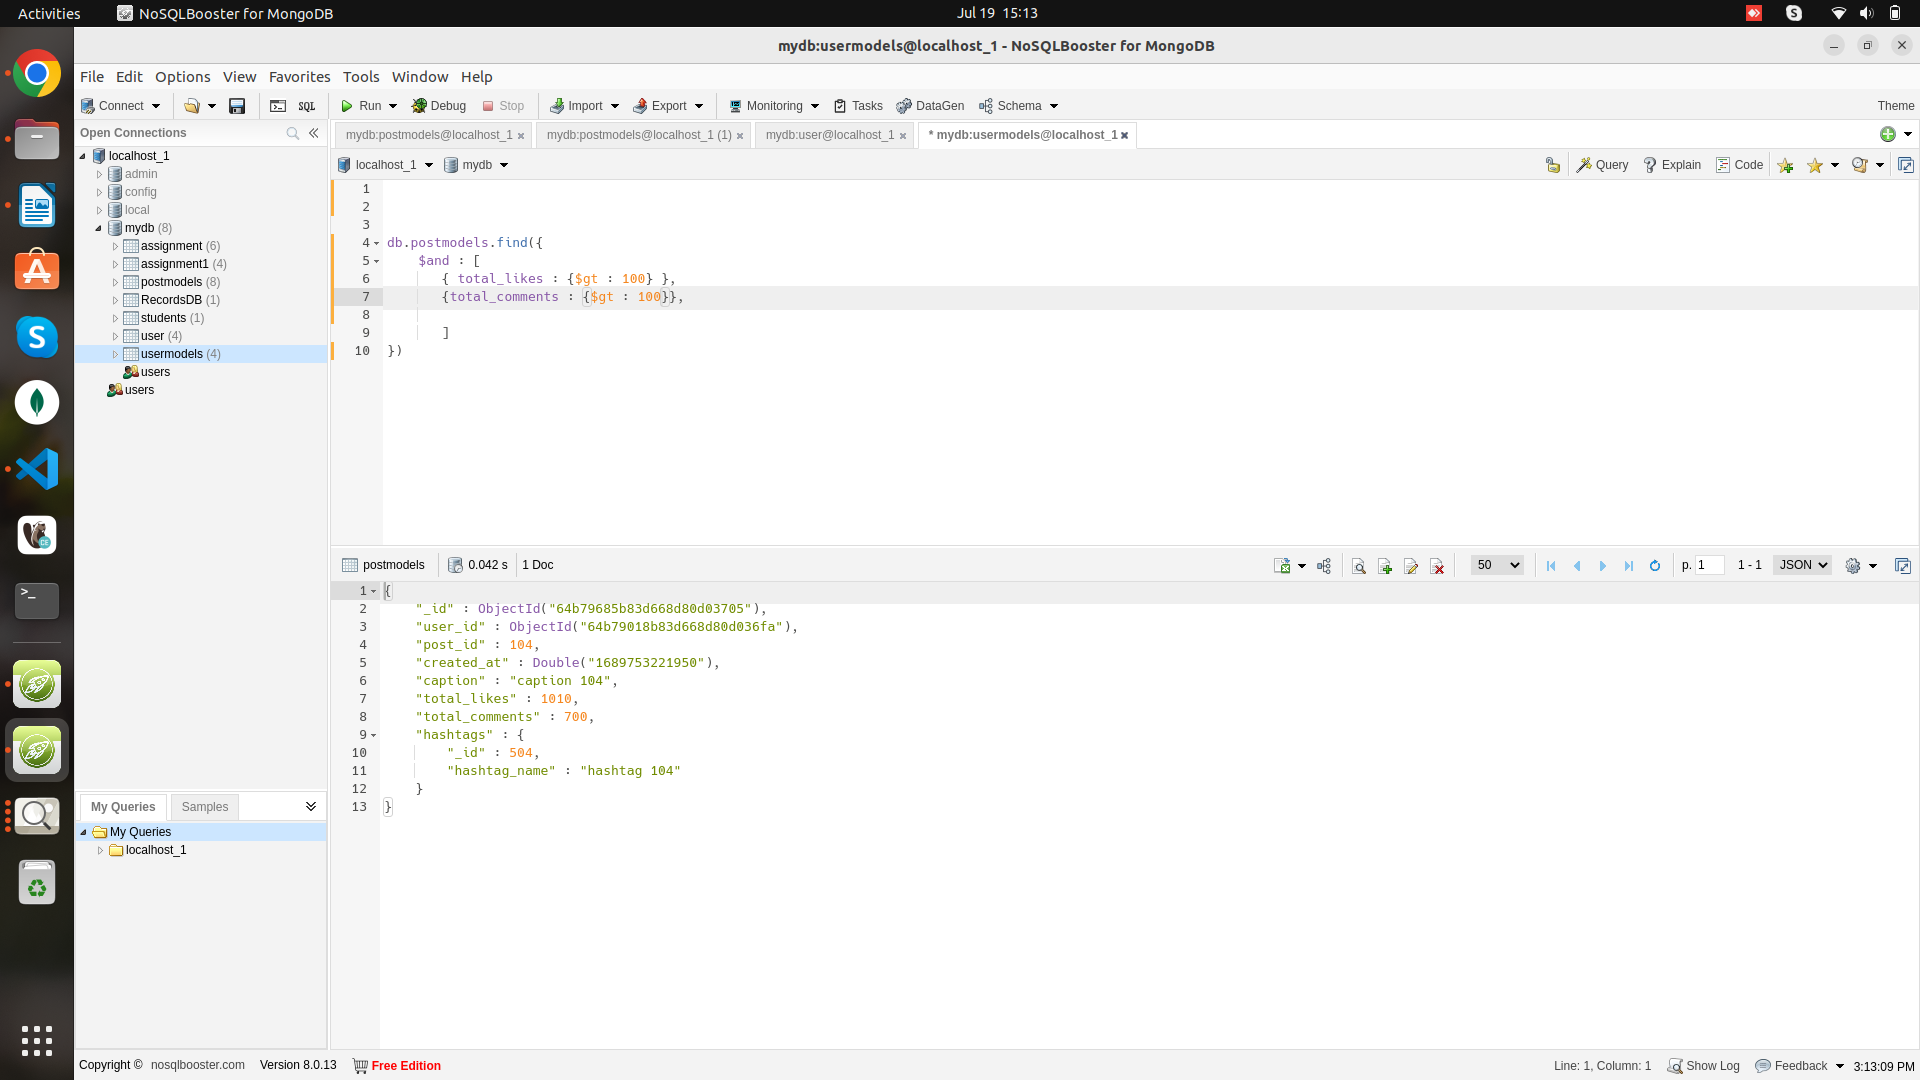 Activities
NoSQLBooster for MongoDB
Jul 19 15:13
mydb:usermodels@localhost_1 - NoSQLBooster for MongoDB
File Edit Options View Favorites Tools Window Help
Connect SQL Run Debug Stop Import Export Monitoring Tasks DataGen Schema Theme
Open Connections
mydb:postmodels@localhost_1 mydb:postmodels@localhost_1 (1) mydb:user@localhost_1 * mydb:usermodels@localhost_1
localhost_1 mydb Query Explain Code
localhost_1
admin
config
local
mydb (8)
assignment (6)
assignment1 (4)
postmodels (8)
RecordsDB (1)
students (1)
user (4)
usermodels (4)
users
users
1
2
3
4 db.postmodels.find({
5 $and : [
6 { total_likes : {$gt : 100} },
7 {total_comments : {$gt : 100}},
8
9 ]
10 })
postmodels 0.042 s 1 Doc 50 p. 1 1 - 1 JSON
1 {
2 "_id" : ObjectId("64b79685b83d668d80d03705"),
3 "user_id" : ObjectId("64b79018b83d668d80d036fa"),
4 "post_id" : 104,
5 "created_at" : Double("1689753221950"),
6 "caption" : "caption 104",
7 "total_likes" : 1010,
8 "total_comments" : 700,
9 "hashtags" : {
10 "_id" : 504,
11 "hashtag_name" : "hashtag 104"
12 }
13 }
My Queries Samples
My Queries
localhost_1
Copyright © nosqlbooster.com Version 8.0.13 Free Edition Line: 1, Column: 1 Show Log Feedback 3:13:09 PM